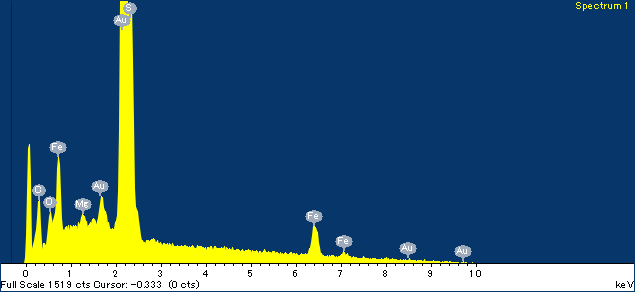 Spectrum 1
S
Au
Fe
O
O
Mg
Au
Fe
Fe
Au
Au
0 1 2 3 4 5 6 7 8 9 10
Full Scale 1519 cts Cursor: -0.333 (0 cts) keV